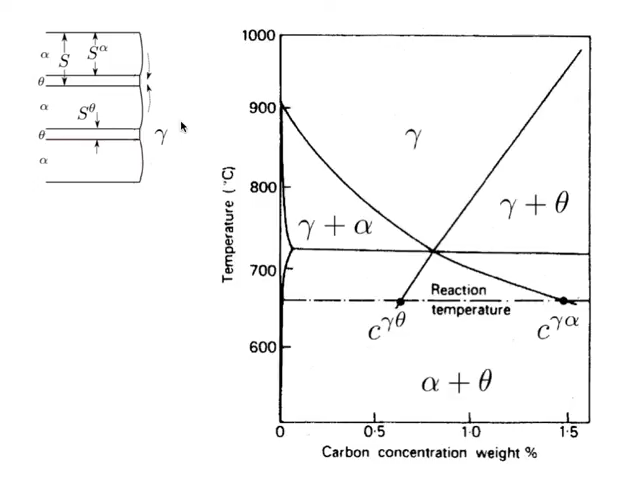 α
S
S^α
θ
α
S^θ
θ
γ
α
1000
900
800
700
600
Temperature (°C)
γ
γ + θ
γ + α
Reaction
temperature
c^γθ
c^γα
α + θ
0
0·5
1·0
1·5
Carbon concentration weight %